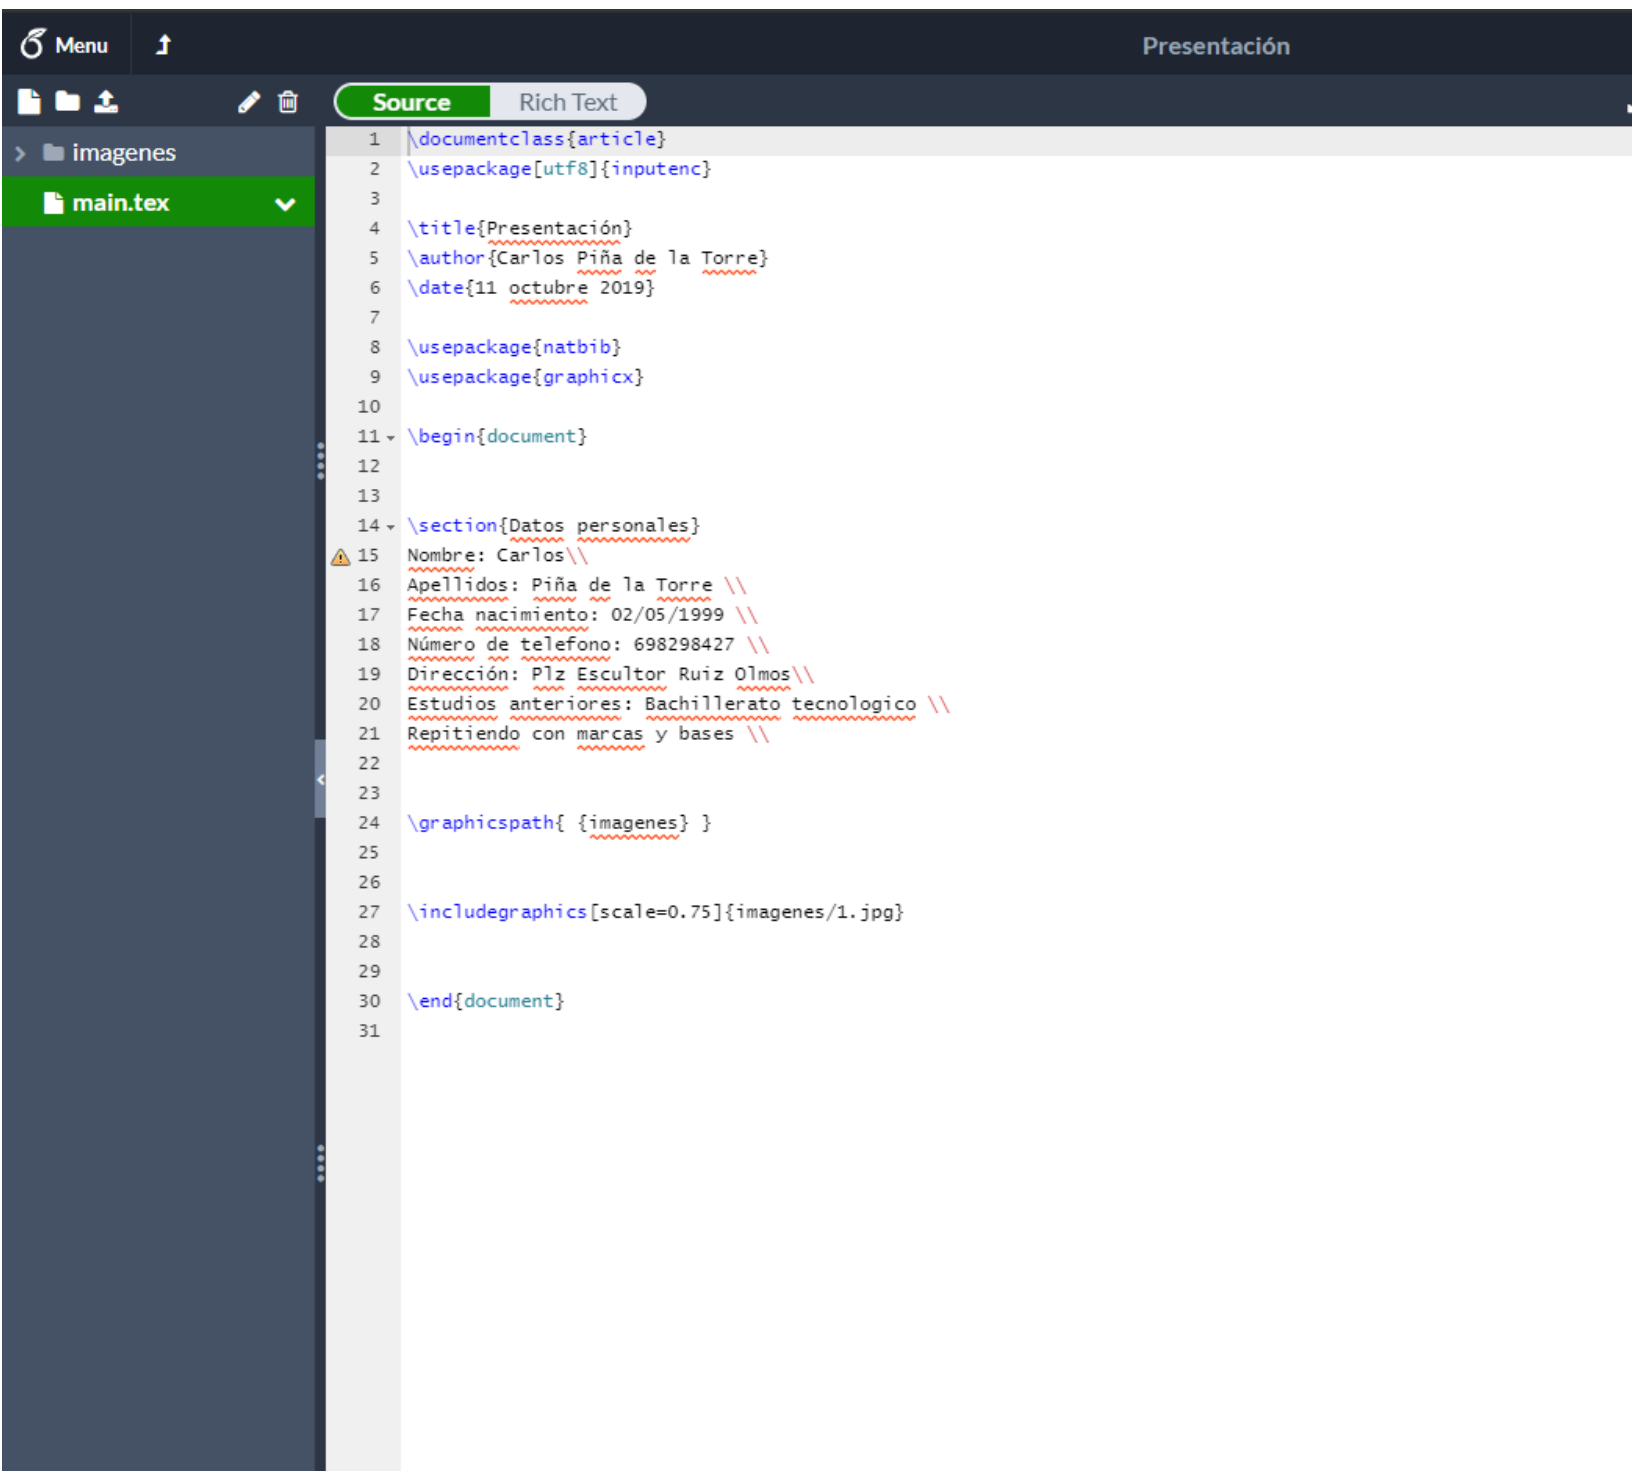 Menu
Presentación
Source Rich Text
imagenes
main.tex
1 \documentclass{article}
2 \usepackage[utf8]{inputenc}
3
4 \title{Presentación}
5 \author{Carlos Piña de la Torre}
6 \date{11 octubre 2019}
7
8 \usepackage{natbib}
9 \usepackage{graphicx}
10
11 \begin{document}
12
13
14 \section{Datos personales}
15 Nombre: Carlos\\
16 Apellidos: Piña de la Torre \\
17 Fecha nacimiento: 02/05/1999 \\
18 Número de telefono: 698298427 \\
19 Dirección: Plz Escultor Ruiz Olmos\\
20 Estudios anteriores: Bachillerato tecnologico \\
21 Repitiendo con marcas y bases \\
22
23
24 \graphicspath{ {imagenes} }
25
26
27 \includegraphics[scale=0.75]{imagenes/1.jpg}
28
29
30 \end{document}
31